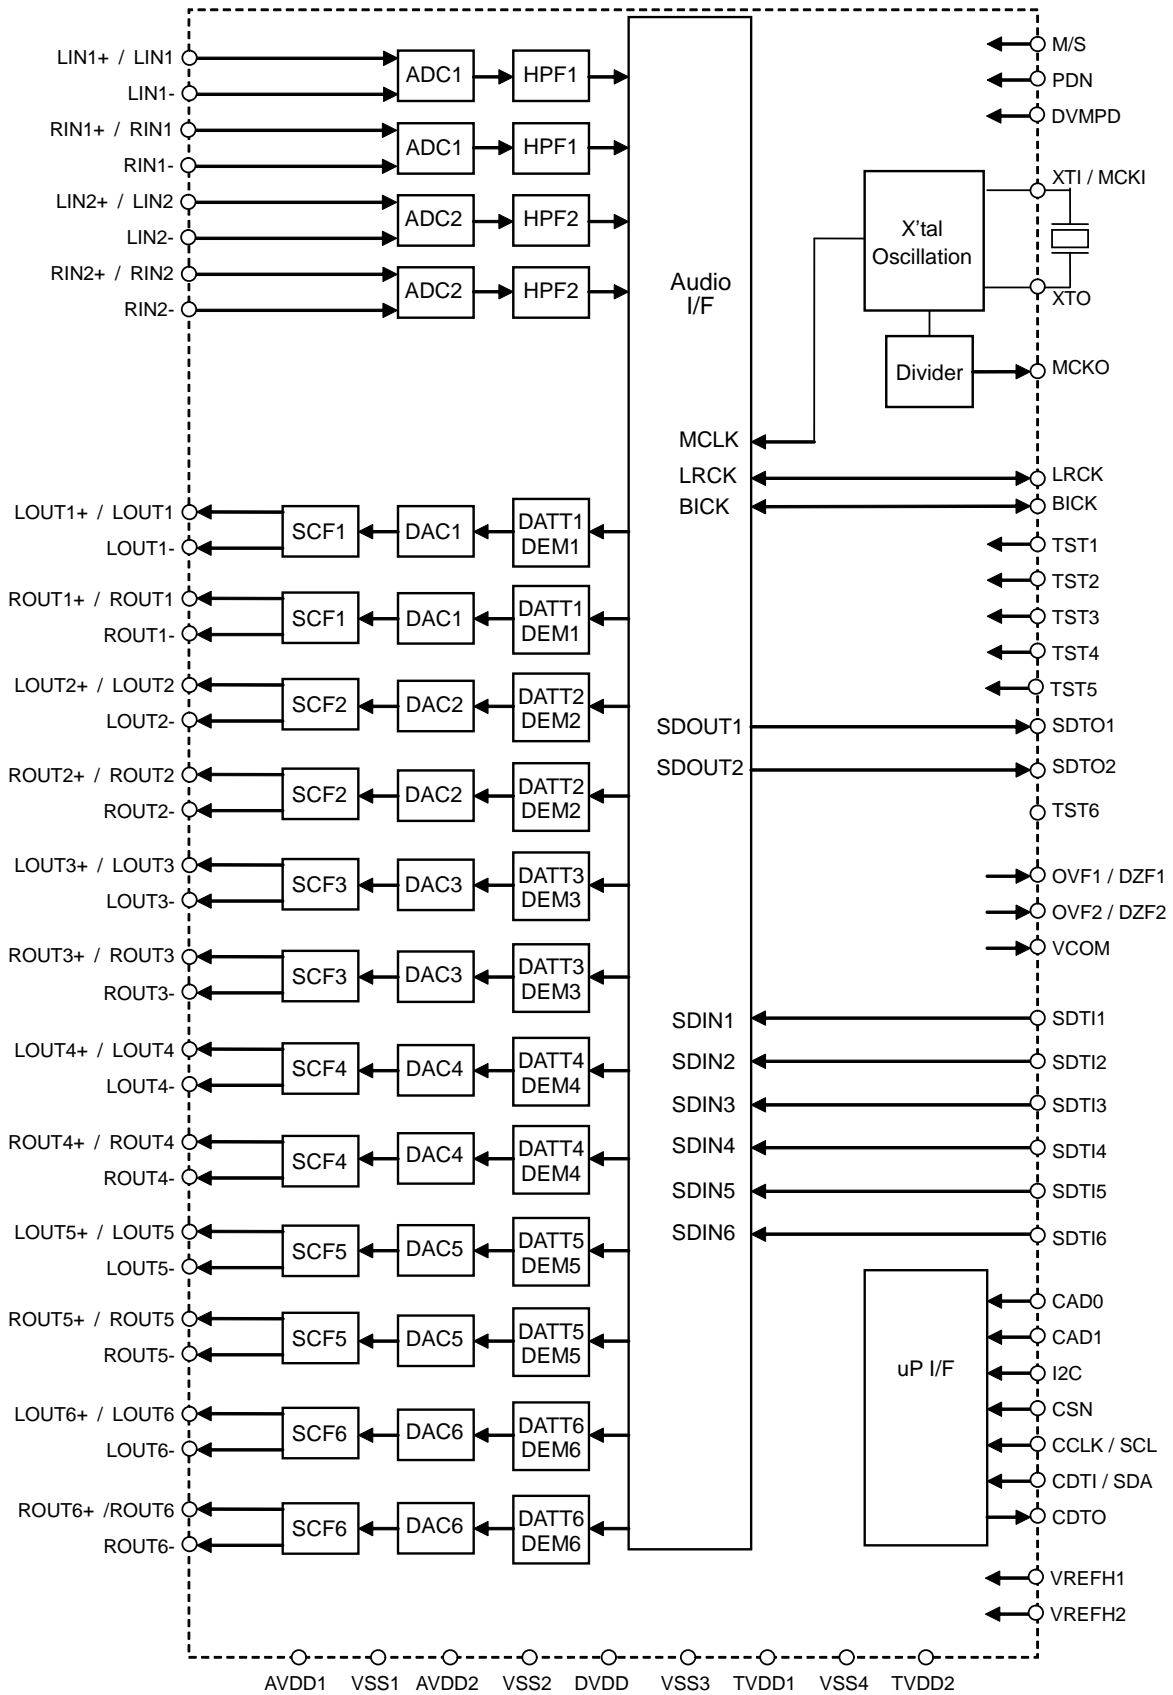 LIN1+ / LIN1
LIN1-
ADC1
HPF1
RIN1+ / RIN1
RIN1-
ADC1
HPF1
LIN2+ / LIN2
LIN2-
ADC2
HPF2
RIN2+ / RIN2
RIN2-
ADC2
HPF2
Audio
I/F
M/S
PDN
DVMPD
XTI / MCKI
X'tal
Oscillation
XTO
Divider
MCKO
MCLK
LRCK
LRCK
BICK
BICK
LOUT1+ / LOUT1
LOUT1-
SCF1
DAC1
DATT1
DEM1
ROUT1+ / ROUT1
ROUT1-
SCF1
DAC1
DATT1
DEM1
LOUT2+ / LOUT2
LOUT2-
SCF2
DAC2
DATT2
DEM2
ROUT2+ / ROUT2
ROUT2-
SCF2
DAC2
DATT2
DEM2
LOUT3+ / LOUT3
LOUT3-
SCF3
DAC3
DATT3
DEM3
ROUT3+ / ROUT3
ROUT3-
SCF3
DAC3
DATT3
DEM3
LOUT4+ / LOUT4
LOUT4-
SCF4
DAC4
DATT4
DEM4
ROUT4+ / ROUT4
ROUT4-
SCF4
DAC4
DATT4
DEM4
LOUT5+ / LOUT5
LOUT5-
SCF5
DAC5
DATT5
DEM5
ROUT5+ / ROUT5
ROUT5-
SCF5
DAC5
DATT5
DEM5
LOUT6+ / LOUT6
LOUT6-
SCF6
DAC6
DATT6
DEM6
ROUT6+ /ROUT6
ROUT6-
SCF6
DAC6
DATT6
DEM6
TST1
TST2
TST3
TST4
TST5
SDOUT1
SDTO1
SDOUT2
SDTO2
TST6
OVF1 / DZF1
OVF2 / DZF2
VCOM
SDIN1
SDTI1
SDIN2
SDTI2
SDIN3
SDTI3
SDIN4
SDTI4
SDIN5
SDTI5
SDIN6
SDTI6
uP I/F
CAD0
CAD1
I2C
CSN
CCLK / SCL
CDTI / SDA
CDTO
VREFH1
VREFH2
AVDD1
VSS1
AVDD2
VSS2
DVDD
VSS3
TVDD1
VSS4
TVDD2